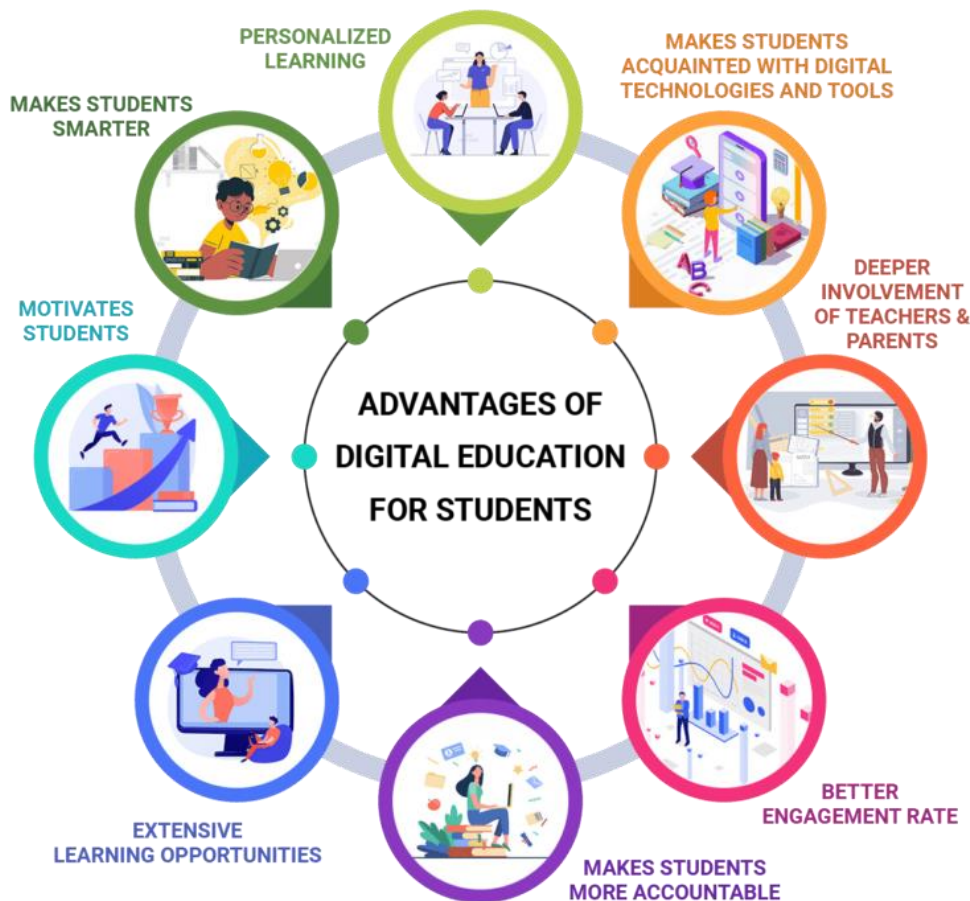 PERSONALIZED
LEARNING
MAKES STUDENTS
ACQUAINTED WITH DIGITAL
TECHNOLOGIES AND TOOLS
DEEPER
INVOLVEMENT
OF TEACHERS &
PARENTS
BETTER
ENGAGEMENT RATE
MAKES STUDENTS
MORE ACCOUNTABLE
EXTENSIVE
LEARNING OPPORTUNITIES
MOTIVATES
STUDENTS
MAKES STUDENTS
SMARTER
ADVANTAGES OF
DIGITAL EDUCATION
FOR STUDENTS
A
B
C